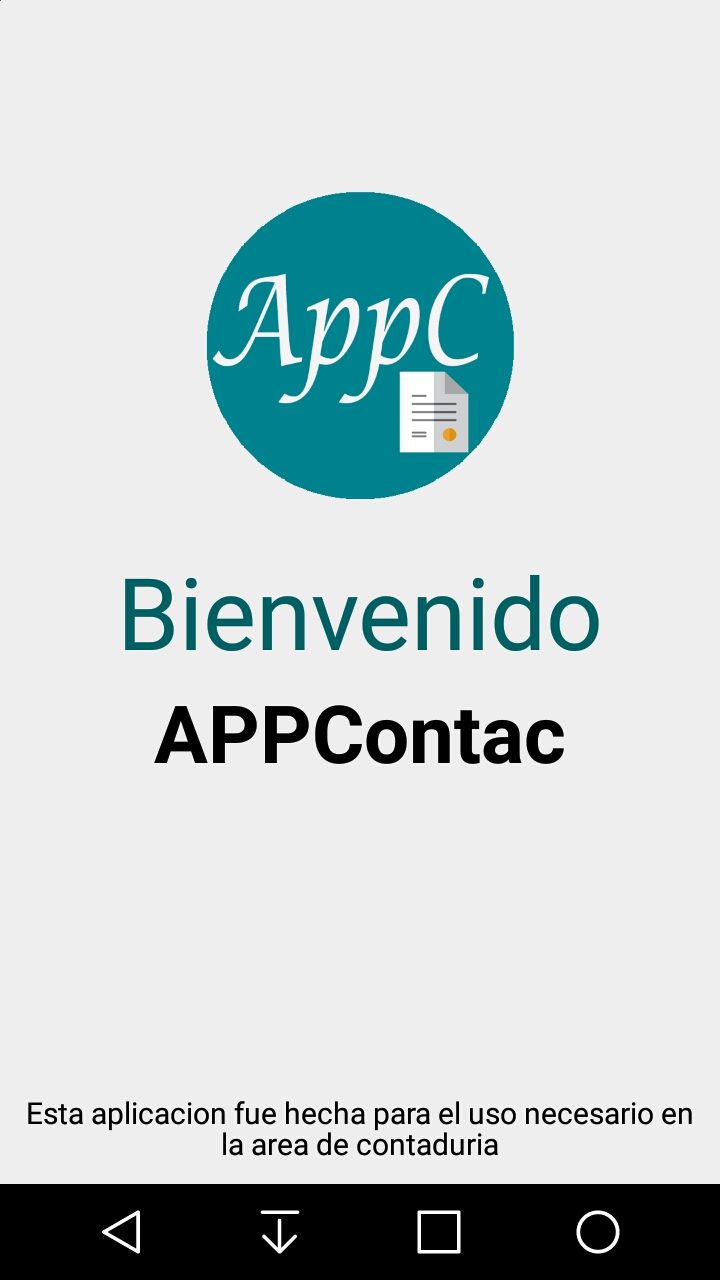 AppC
Bienvenido
APPContac
Esta aplicacion fue hecha para el uso necesario en
la area de contaduria